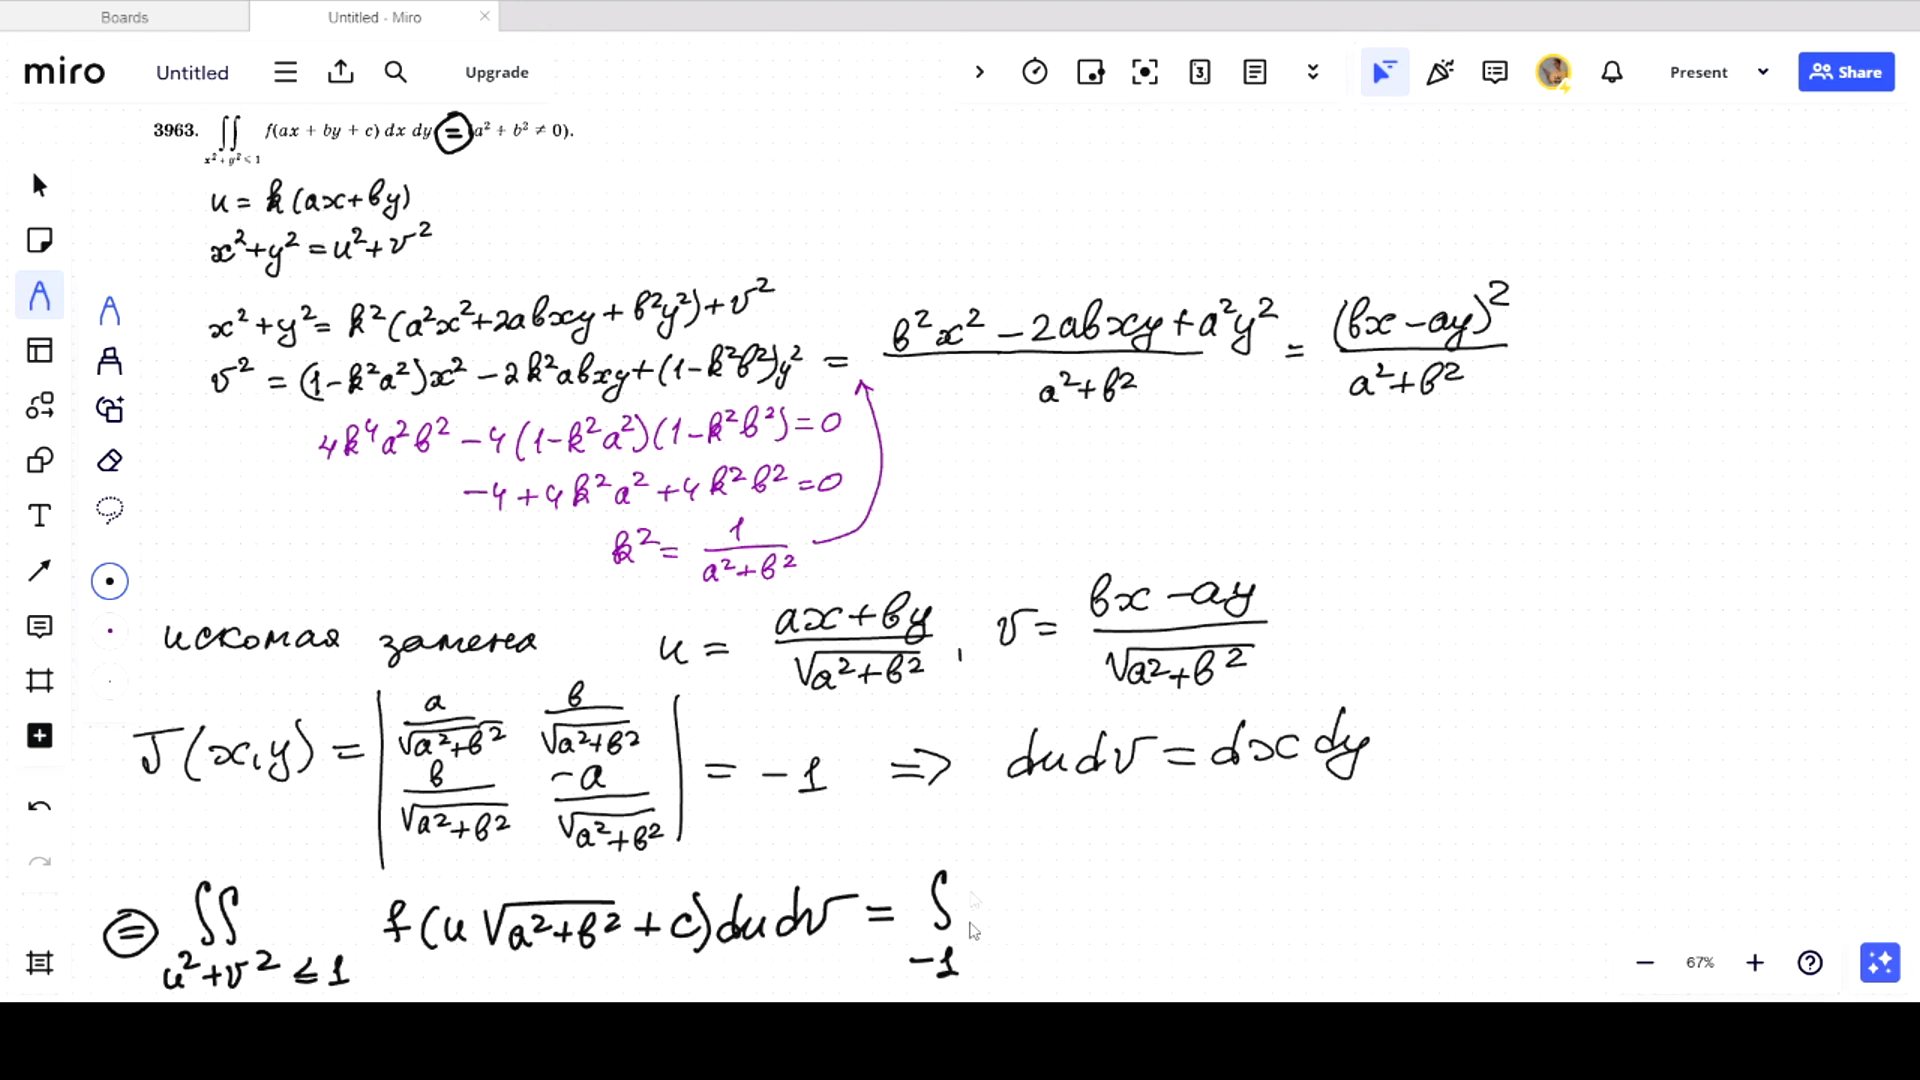 Boards
Untitled - Miro
miro Untitled Upgrade Present Share
3963. ∬ f(ax + by + c) dx dy = a² + b² ≠ 0).
x² + y² ≤ 1
u = k(ax+by)
x²+y² = u²+v²
x²+y² = k²(a²x²+2abxy+b²y²)+v²
v² = (1-k²a²)x² - 2k²abxy+(1-k²b²)y² = (b²x² - 2abxy + a²y²)/(a²+b²) = (bx-ay)²/(a²+b²)
4k⁴a²b² - 4(1-k²a²)(1-k²b²)=0
-4+4k²a²+4k²b²=0
k² = 1/(a²+b²)
искомая замена u = (ax+by)/√(a²+b²), v = (bx-ay)/√(a²+b²)
J(x,y) = | a/√(a²+b²) b/√(a²+b²) |
| b/√(a²+b²) -a/√(a²+b²) | = -1 => dudv = dxdy
= ∬ f(u√(a²+b²) + c)dudv = ∫
u²+v² ≤ 1 -1
67%